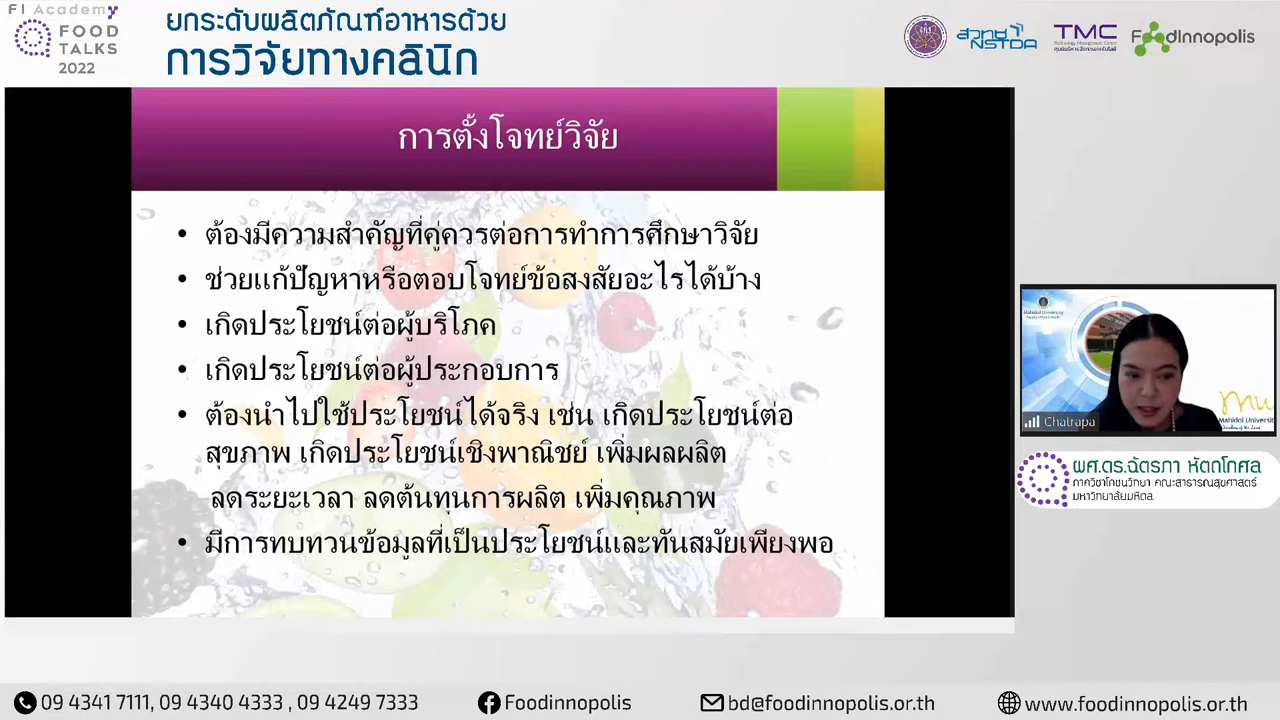 FI Academy
FOOD
TALKS
2022
ยกระดับผลิตภัณฑ์อาหารด้วย
การวิจัยทางคลินิก
สวทช
NSTDA
TMC
Technology Management Center
FoodInnopolis
การตั้งโจทย์วิจัย
• ต้องมีความสำคัญที่คู่ควรต่อการทำการศึกษาวิจัย
• ช่วยแก้ปัญหาหรือตอบโจทย์ข้อสงสัยอะไรได้บ้าง
• เกิดประโยชน์ต่อผู้บริโภค
• เกิดประโยชน์ต่อผู้ประกอบการ
• ต้องนำไปใช้ประโยชน์ได้จริง เช่น เกิดประโยชน์ต่อ
สุขภาพ เกิดประโยชน์เชิงพาณิชย์ เพิ่มผลผลิต
ลดระยะเวลา ลดต้นทุนการผลิต เพิ่มคุณภาพ
• มีการทบทวนข้อมูลที่เป็นประโยชน์และทันสมัยเพียงพอ
Mahidol University
mu
Mahidol Universit
Chatrapa
ผศ.ดร.ฉัตรภา หัตถโกศล
ภาควิชาโภชนวิทยา คณะสาธารณสุขศาสตร์
มหาวิทยาลัยมหิดล
09 4341 7111, 09 4340 4333 , 09 4249 7333
Foodinnopolis
bd@foodinnopolis.or.th
www.foodinnopolis.or.th